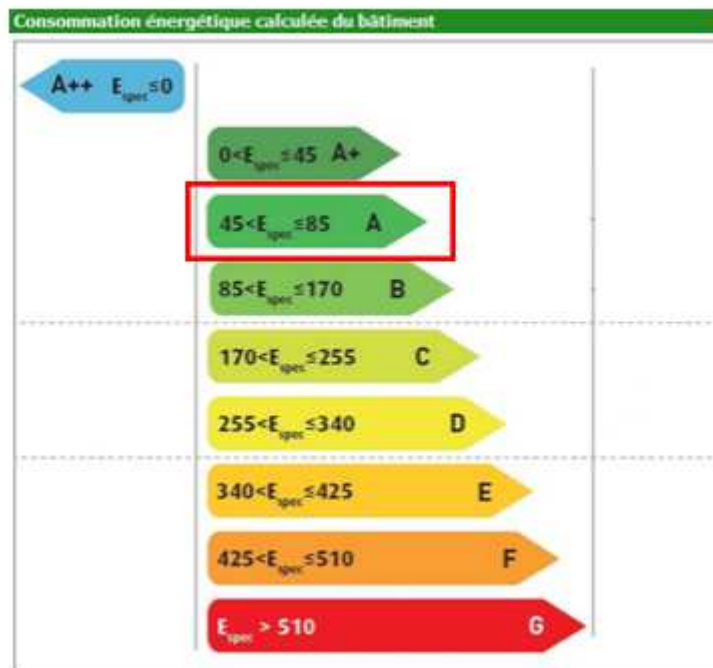 Consommation énergétique calculée du bâtiment
A++ Espec≤0
0<Espec≤45 A+
45<Espec≤85 A
85<Espec≤170 B
170<Espec≤255 C
255<Espec≤340 D
340<Espec≤425 E
425<Espec≤510 F
Espec > 510 G